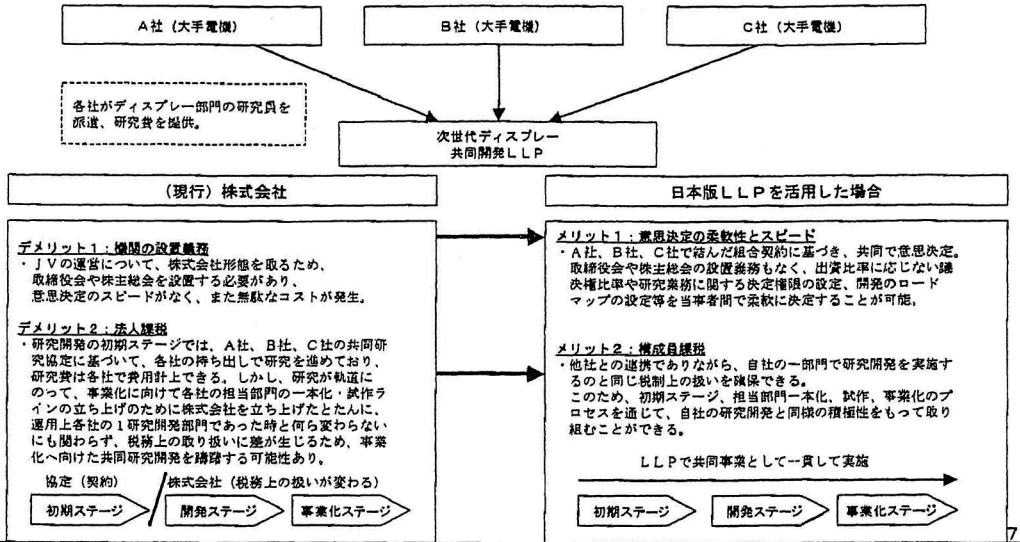 A社（大手電機）
B社（大手電機）
C社（大手電機）
各社がディスプレー部門の研究員を
派遣、研究費を提供。
次世代ディスプレー
共同開発LLP
（現行）株式会社
デメリット1：機関の設置義務
・JVの運営について、株式会社形態を取るため、
取締役会や株主総会を設置する必要があり、
意思決定のスピードがなく、また無駄なコストが発生。
デメリット2：法人課税
・研究開発の初期ステージでは、A社、B社、C社の共同研
究協定に基づいて、各社の持ち出しで研究を進めており、
研究費は各社で費用計上できる。しかし、研究が軌道に
のって、事業化に向けて各社の担当部門の一本化・試作ラ
インの立ち上げのために株式会社を立ち上げたとたんに、
運用上各社の1研究開発部門であった時と何ら変わらない
にも関わらず、税務上の取り扱いに差が生じるため、事業
化へ向けた共同研究開発を躊躇する可能性あり。
協定（契約）
株式会社（税務上の扱いが変わる）
初期ステージ
開発ステージ
事業化ステージ
日本版LLPを活用した場合
メリット1：意思決定の柔軟性とスピード
・A社、B社、C社で結んだ組合契約に基づき、共同で意思決定。
取締役会や株主総会の設置義務もなく、出資比率に応じない議
決権比率や研究業務に関する決定権限の設定、開発のロード
マップの設定等を当事者間で柔軟に決定することが可能。
メリット2：構成員課税
・他社との連携でありながら、自社の一部門で研究開発を実施す
るのと同じ税制上の扱いを確保できる。
このため、初期ステージ、担当部門一本化、試作、事業化のプ
ロセスを通じて、自社の研究開発と同様の積極性をもって取り
組むことができる。
LLPで共同事業として一貫して実施
初期ステージ
開発ステージ
事業化ステージ
7